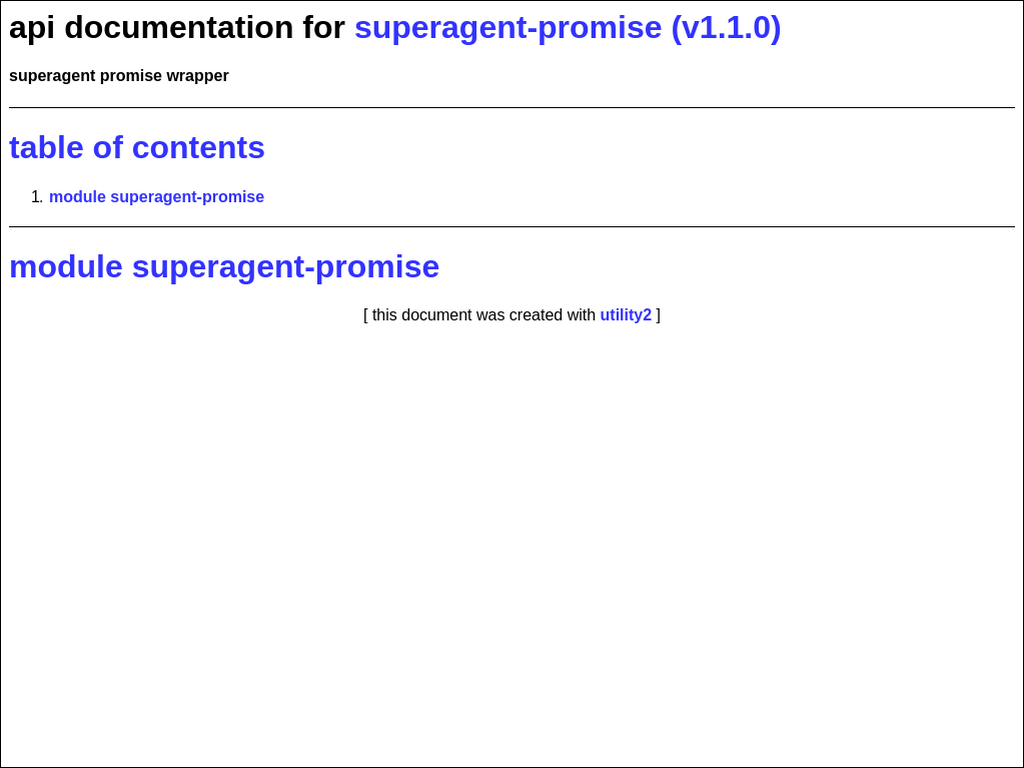 api documentation for superagent-promise (v1.1.0)
superagent promise wrapper
table of contents
1. module superagent-promise
module superagent-promise
[ this document was created with utility2 ]